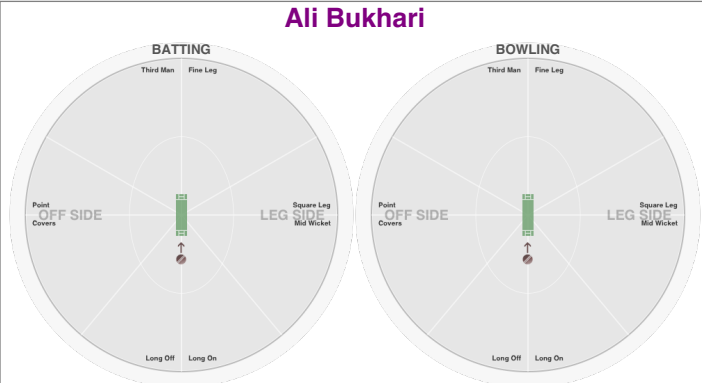 Ali Bukhari
BATTING
Third Man Fine Leg
Point
OFF SIDE
Covers
Square Leg
LEG SIDE
Mid Wicket
Long Off Long On
BOWLING
Third Man Fine Leg
Point
OFF SIDE
Covers
Square Leg
LEG SIDE
Mid Wicket
Long Off Long On